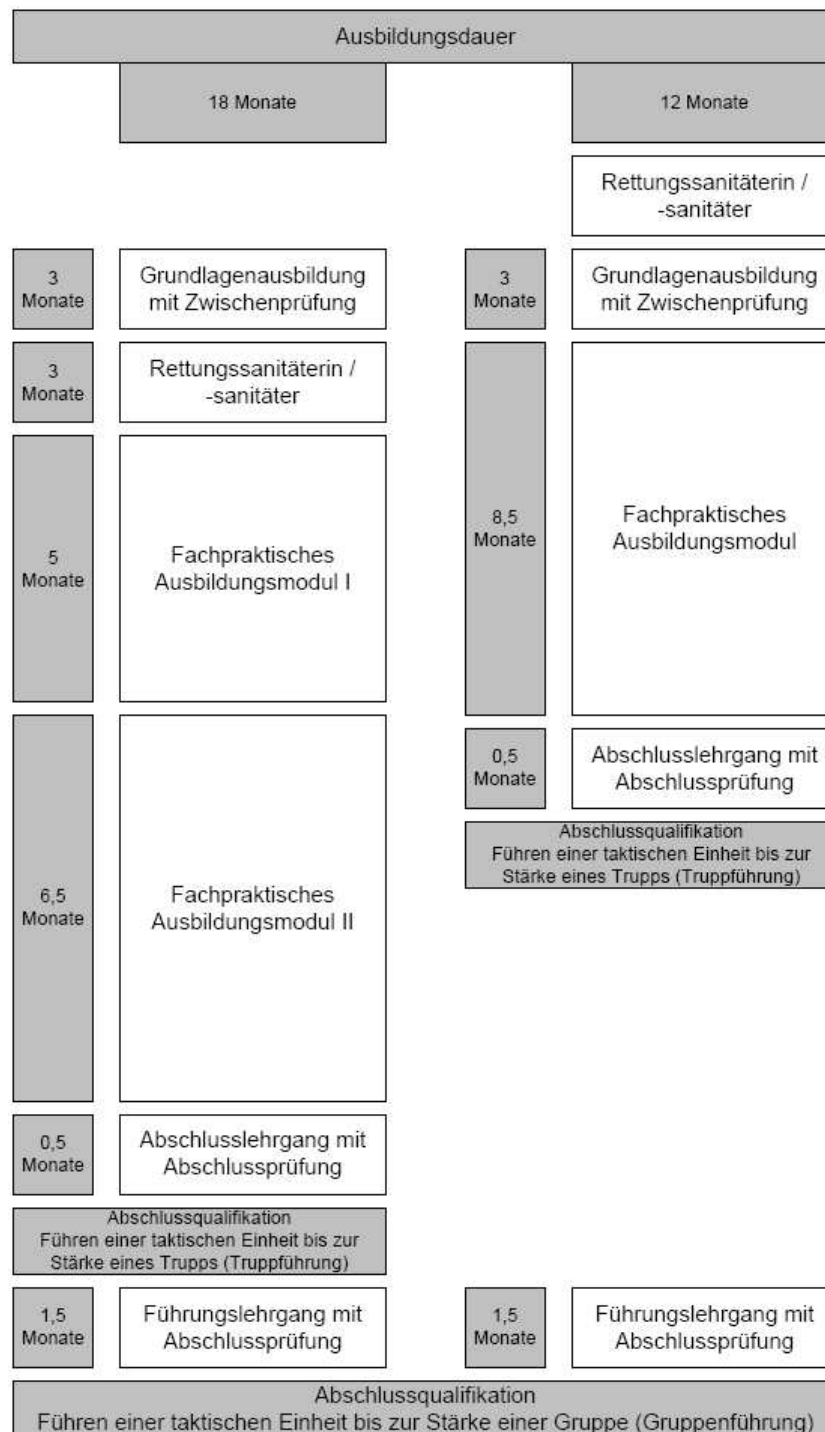 Ausbildungsdauer
18 Monate
12 Monate
Rettungssanitäterin /
-sanitäter
3
Monate
Grundlagenausbildung
mit Zwischenprüfung
3
Monate
Grundlagenausbildung
mit Zwischenprüfung
3
Monate
Rettungssanitäterin /
-sanitäter
8,5
Monate
Fachpraktisches
Ausbildungsmodul
5
Monate
Fachpraktisches
Ausbildungsmodul I
0,5
Monate
Abschlusslehrgang mit
Abschlussprüfung
Abschlussqualifikation
Führen einer taktischen Einheit bis zur
Stärke eines Trupps (Truppführung)
6,5
Monate
Fachpraktisches
Ausbildungsmodul II
0,5
Monate
Abschlusslehrgang mit
Abschlussprüfung
Abschlussqualifikation
Führen einer taktischen Einheit bis zur
Stärke eines Trupps (Truppführung)
1,5
Monate
Führungslehrgang mit
Abschlussprüfung
1,5
Monate
Führungslehrgang mit
Abschlussprüfung
Abschlussqualifikation
Führen einer taktischen Einheit bis zur Stärke einer Gruppe (Gruppenführung)